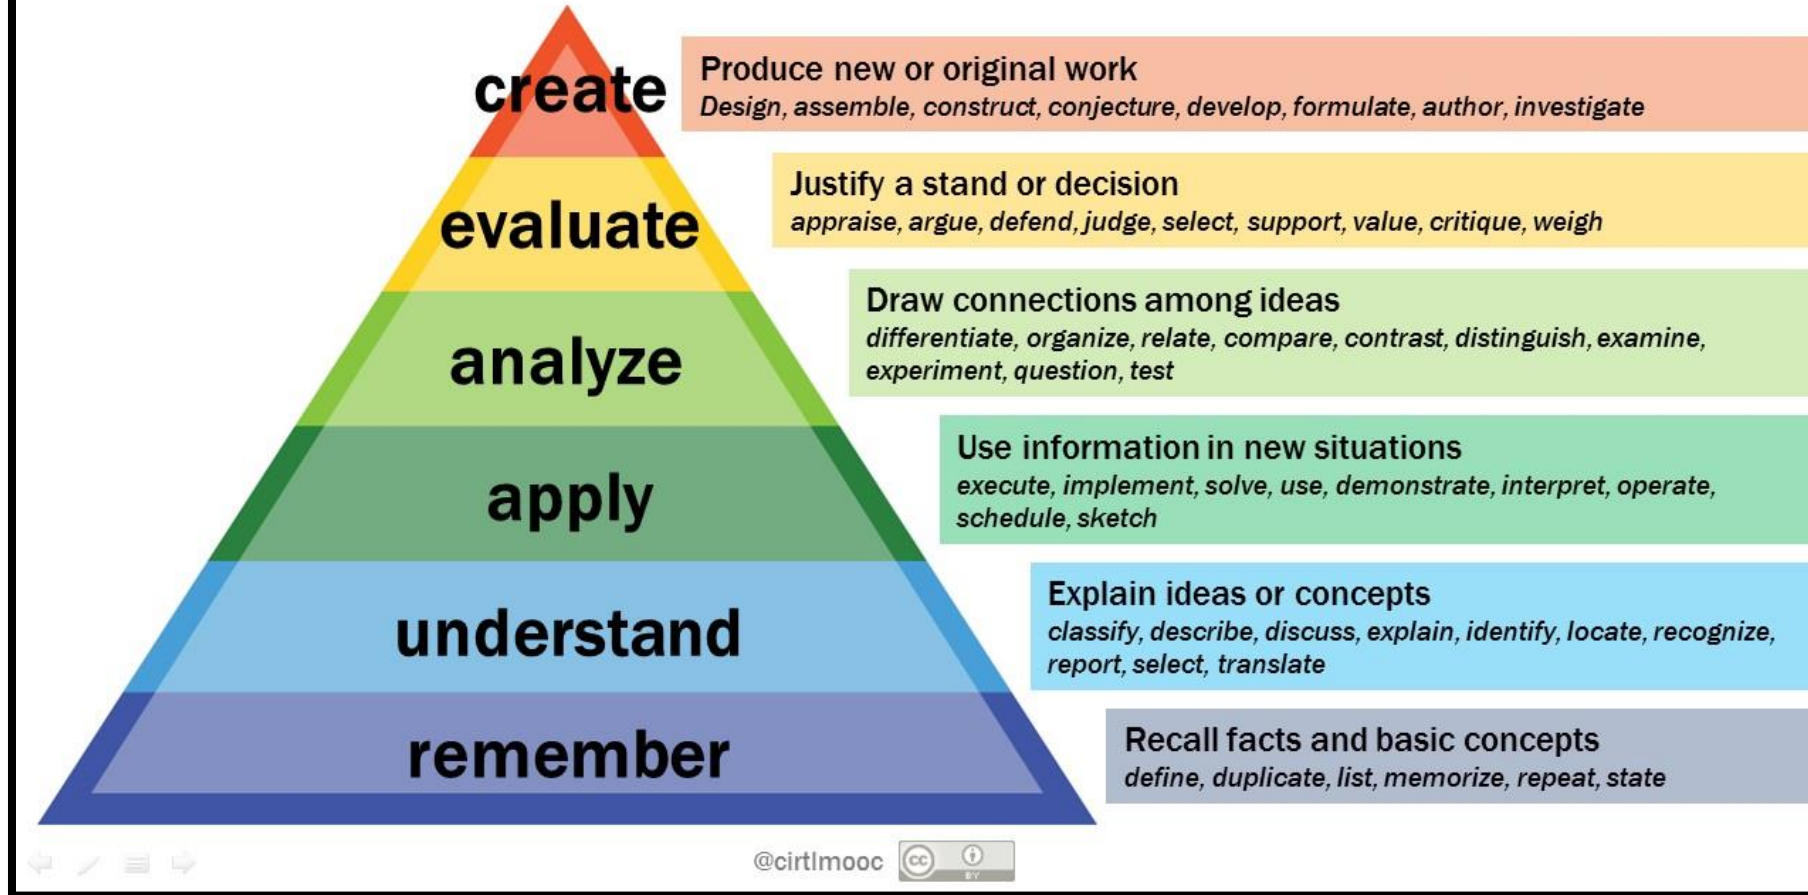 create
Produce new or original work
Design, assemble, construct, conjecture, develop, formulate, author, investigate
evaluate
Justify a stand or decision
appraise, argue, defend, judge, select, support, value, critique, weigh
analyze
Draw connections among ideas
differentiate, organize, relate, compare, contrast, distinguish, examine,
experiment, question, test
apply
Use information in new situations
execute, implement, solve, use, demonstrate, interpret, operate,
schedule, sketch
understand
Explain ideas or concepts
classify, describe, discuss, explain, identify, locate, recognize,
report, select, translate
remember
Recall facts and basic concepts
define, duplicate, list, memorize, repeat, state
@cirtlmooc cc BY